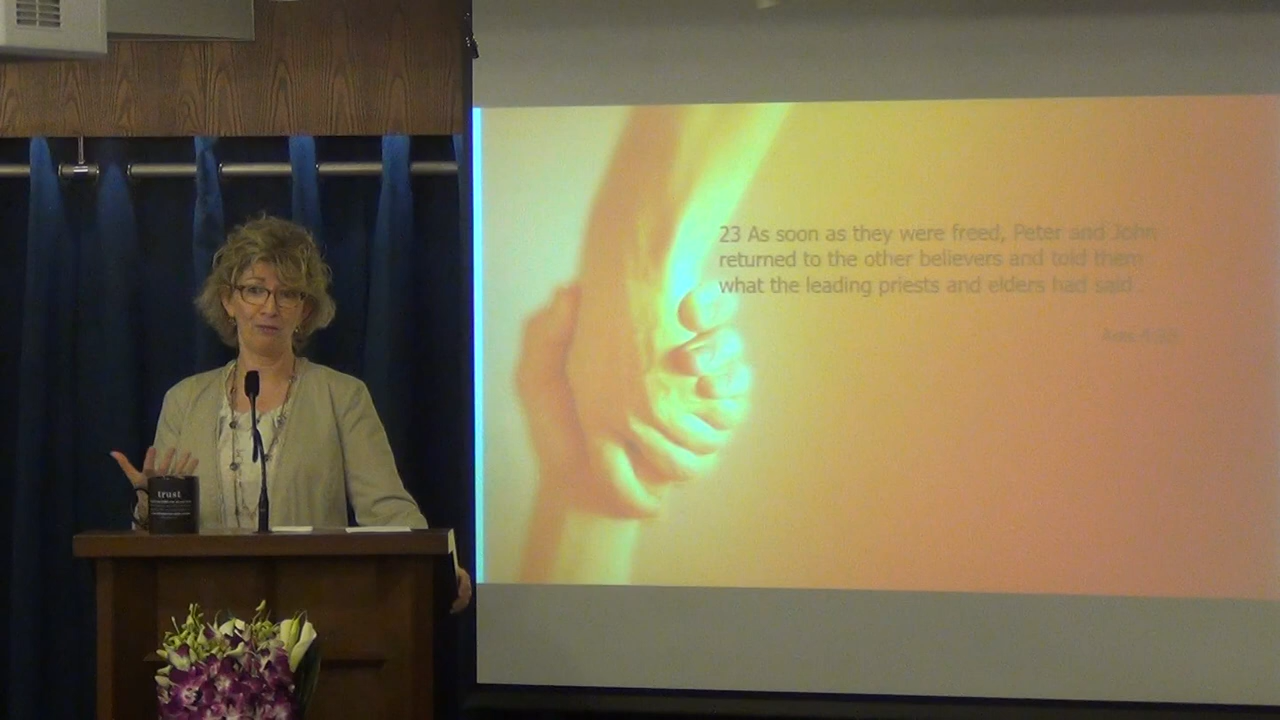 trust
23 As soon as they were freed, Peter and John
returned to the other believers and told them
what the leading priests and elders had said